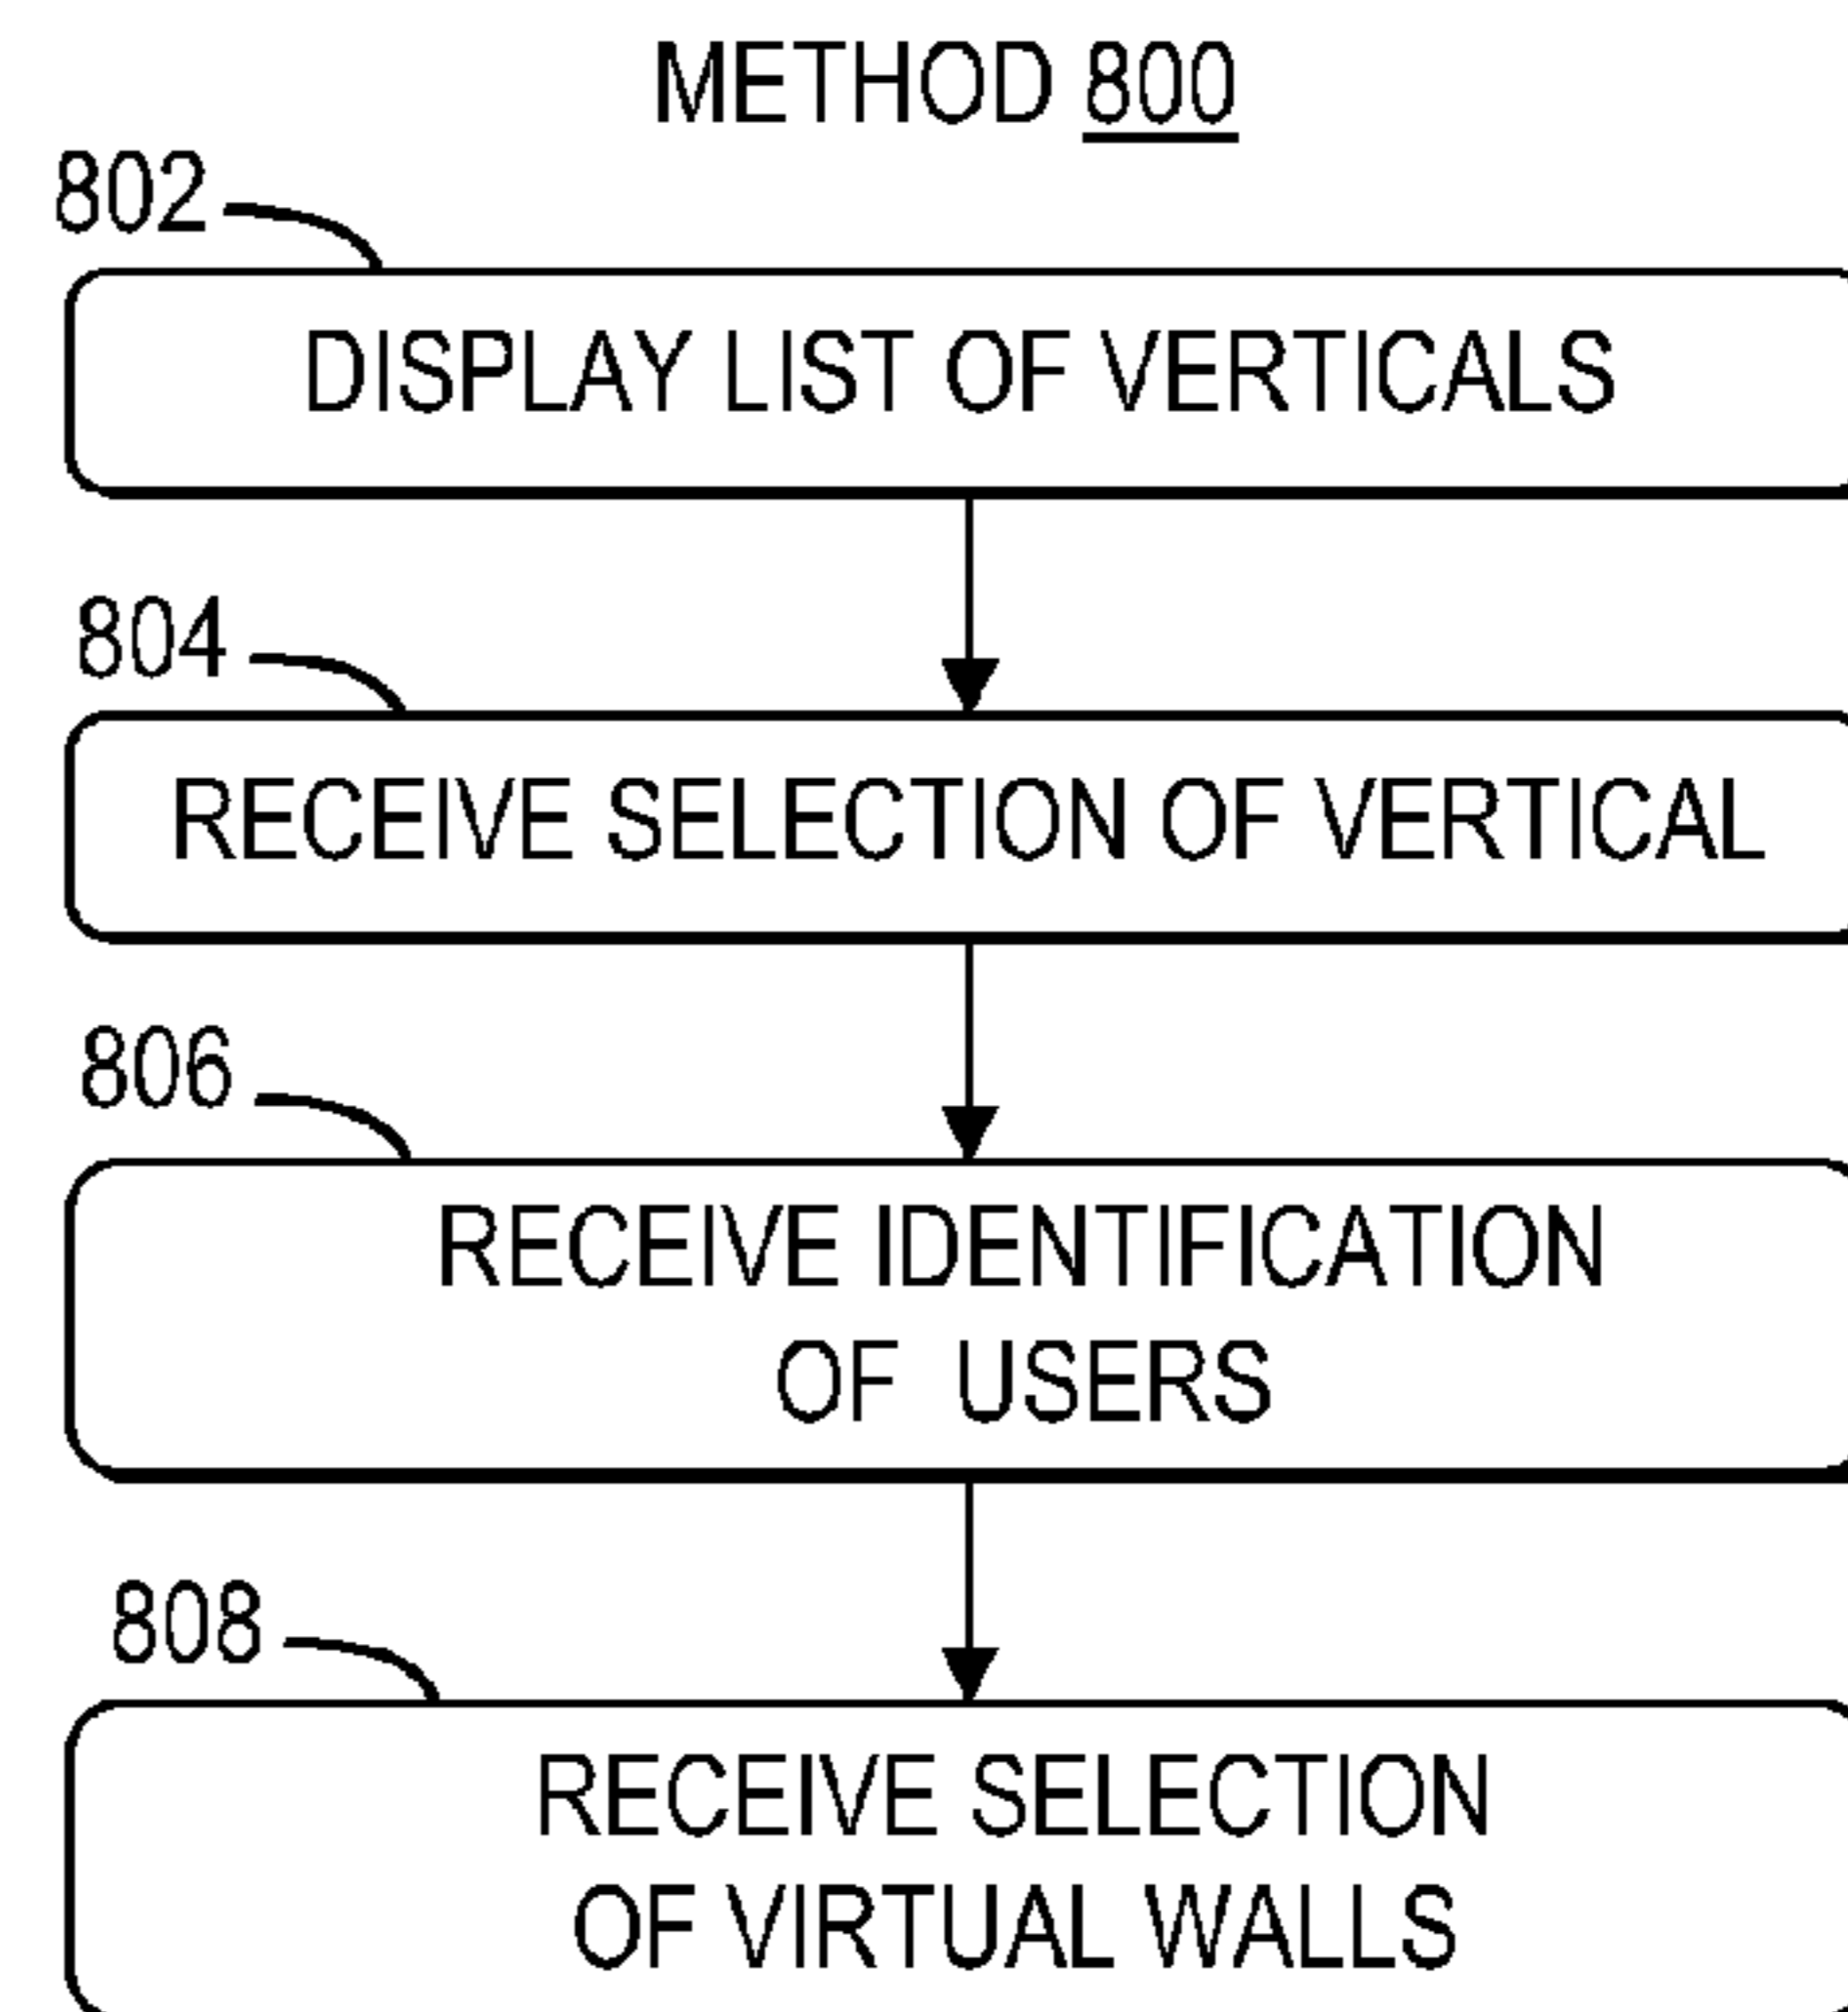 METHOD 800
802
DISPLAY LIST OF VERTICALS
804
RECEIVE SELECTION OF VERTICAL
806
RECEIVE IDENTIFICATION
OF USERS
808
RECEIVE SELECTION
OF VIRTUAL WALLS